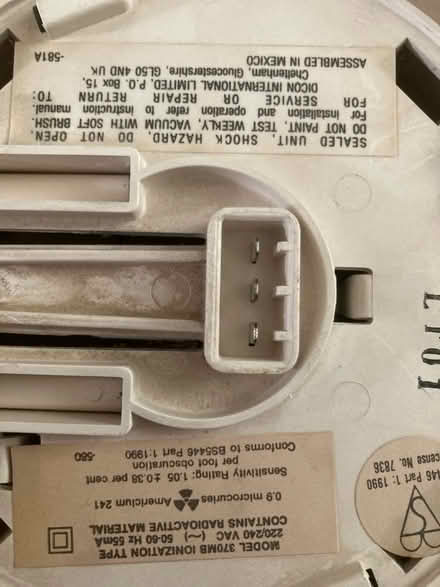 SEALED UNIT. SHOCK HAZARD, DO NOT OPEN.
DO NOT PAINT. TEST WEEKLY, VACUUM WITH SOFT BRUSH.
For installation and operation refer to instruction manual.
FOR SERVICE OR REPAIR RETURN TO:
DICON INTERNATIONAL LIMITED, P.O. Box 15,
Cheltenham, Gloucestershire, GL50 4ND UK
ASSEMBLED IN MEXICO
-581A
MODEL 370MB IONIZATION TYPE
220/240 VAC (~) 50-60 Hz 55mA
CONTAINS RADIOACTIVE MATERIAL
0.9 microcuries Americium 241
Sensitivity Rating: 1.05 ± 0.38 per cent
per foot obscuration
Conforms to BS5446 Part 1:1990
-580
446 Part 1: 1990
cense No. 7836